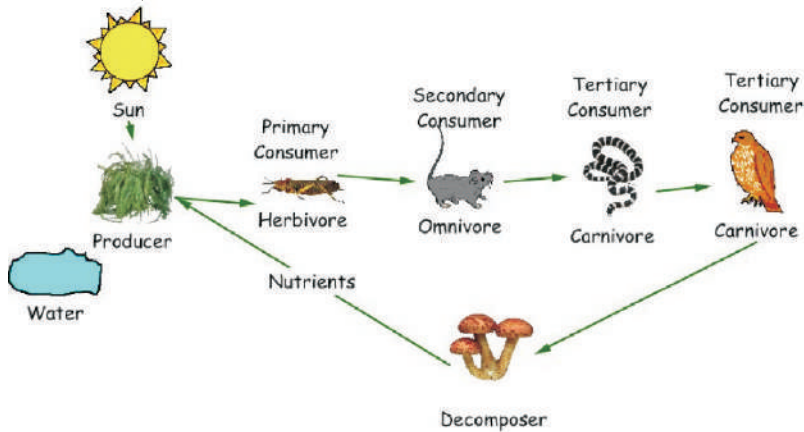 Sun
Producer
Water
Primary
Consumer
Herbivore
Secondary
Consumer
Omnivore
Tertiary
Consumer
Carnivore
Tertiary
Consumer
Carnivore
Nutrients
Decomposer